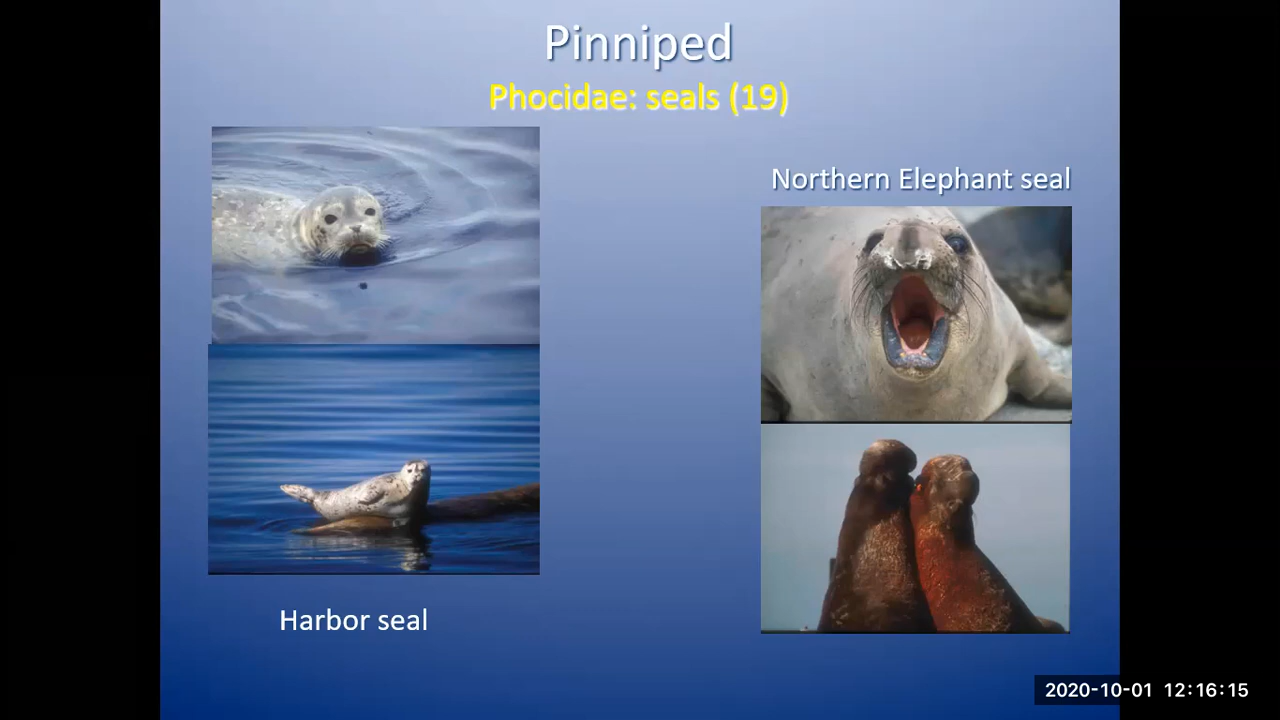 Pinniped
Phocidae: seals (19)
Northern Elephant seal
Harbor seal
2020-10-01 12:16:15